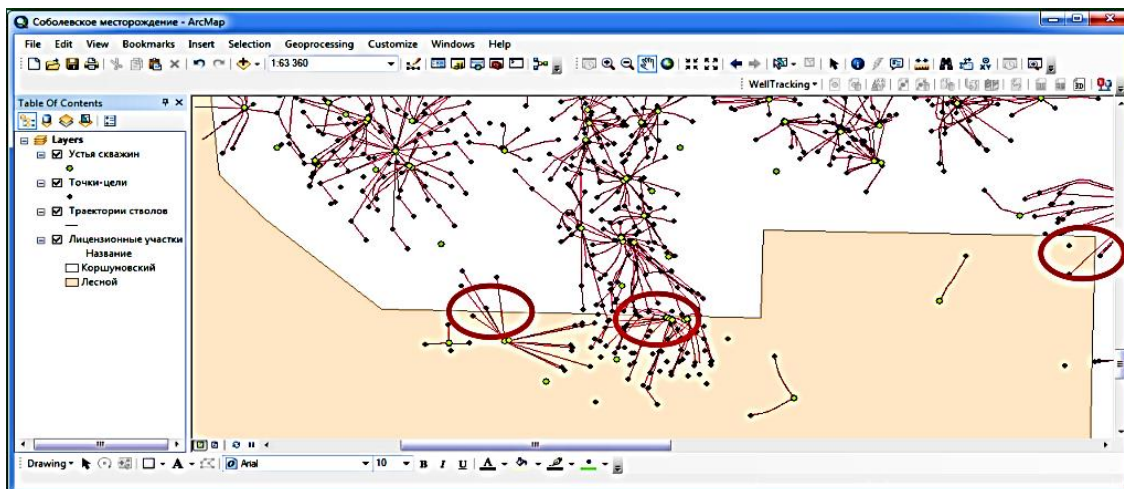 Соболевское месторождение - ArcMap
File Edit View Bookmarks Insert Selection Geoprocessing Customize Windows Help
1:63 360
WellTracking
3D
Table Of Contents
Layers
Устья скважин
Точки-цели
Траектории стволов
Лицензионные участки
Название
Коршуновский
Лесной
Drawing A Arial 10 B I U A